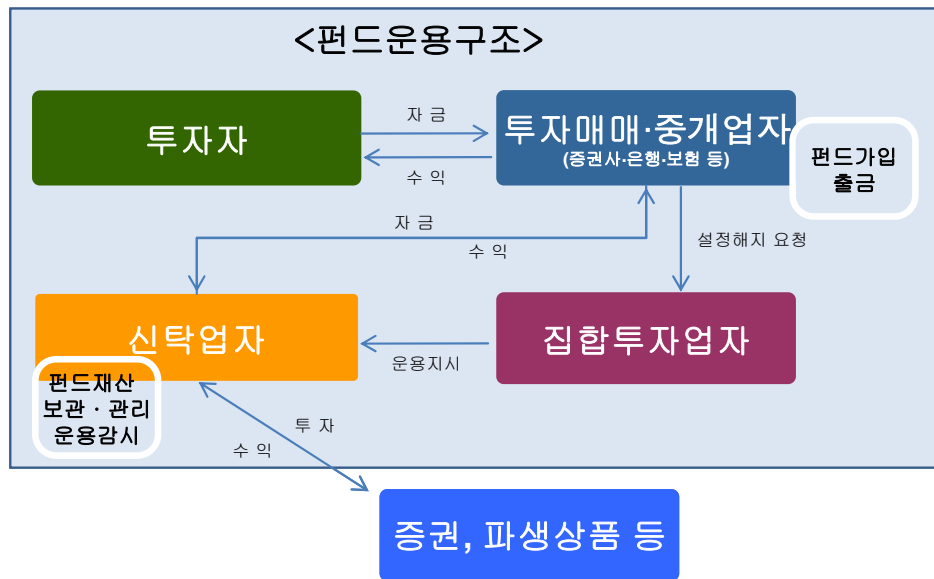 <펀드운용구조>
투자자
자 금
수 익
투자매매·중개업자
(증권사·은행·보험 등)
펀드가입
출금
자 금
수 익
설정해지 요청
신탁업자
운용지시
집합투자업자
펀드재산
보관·관리
운용감시
투 자
수 익
증권, 파생상품 등